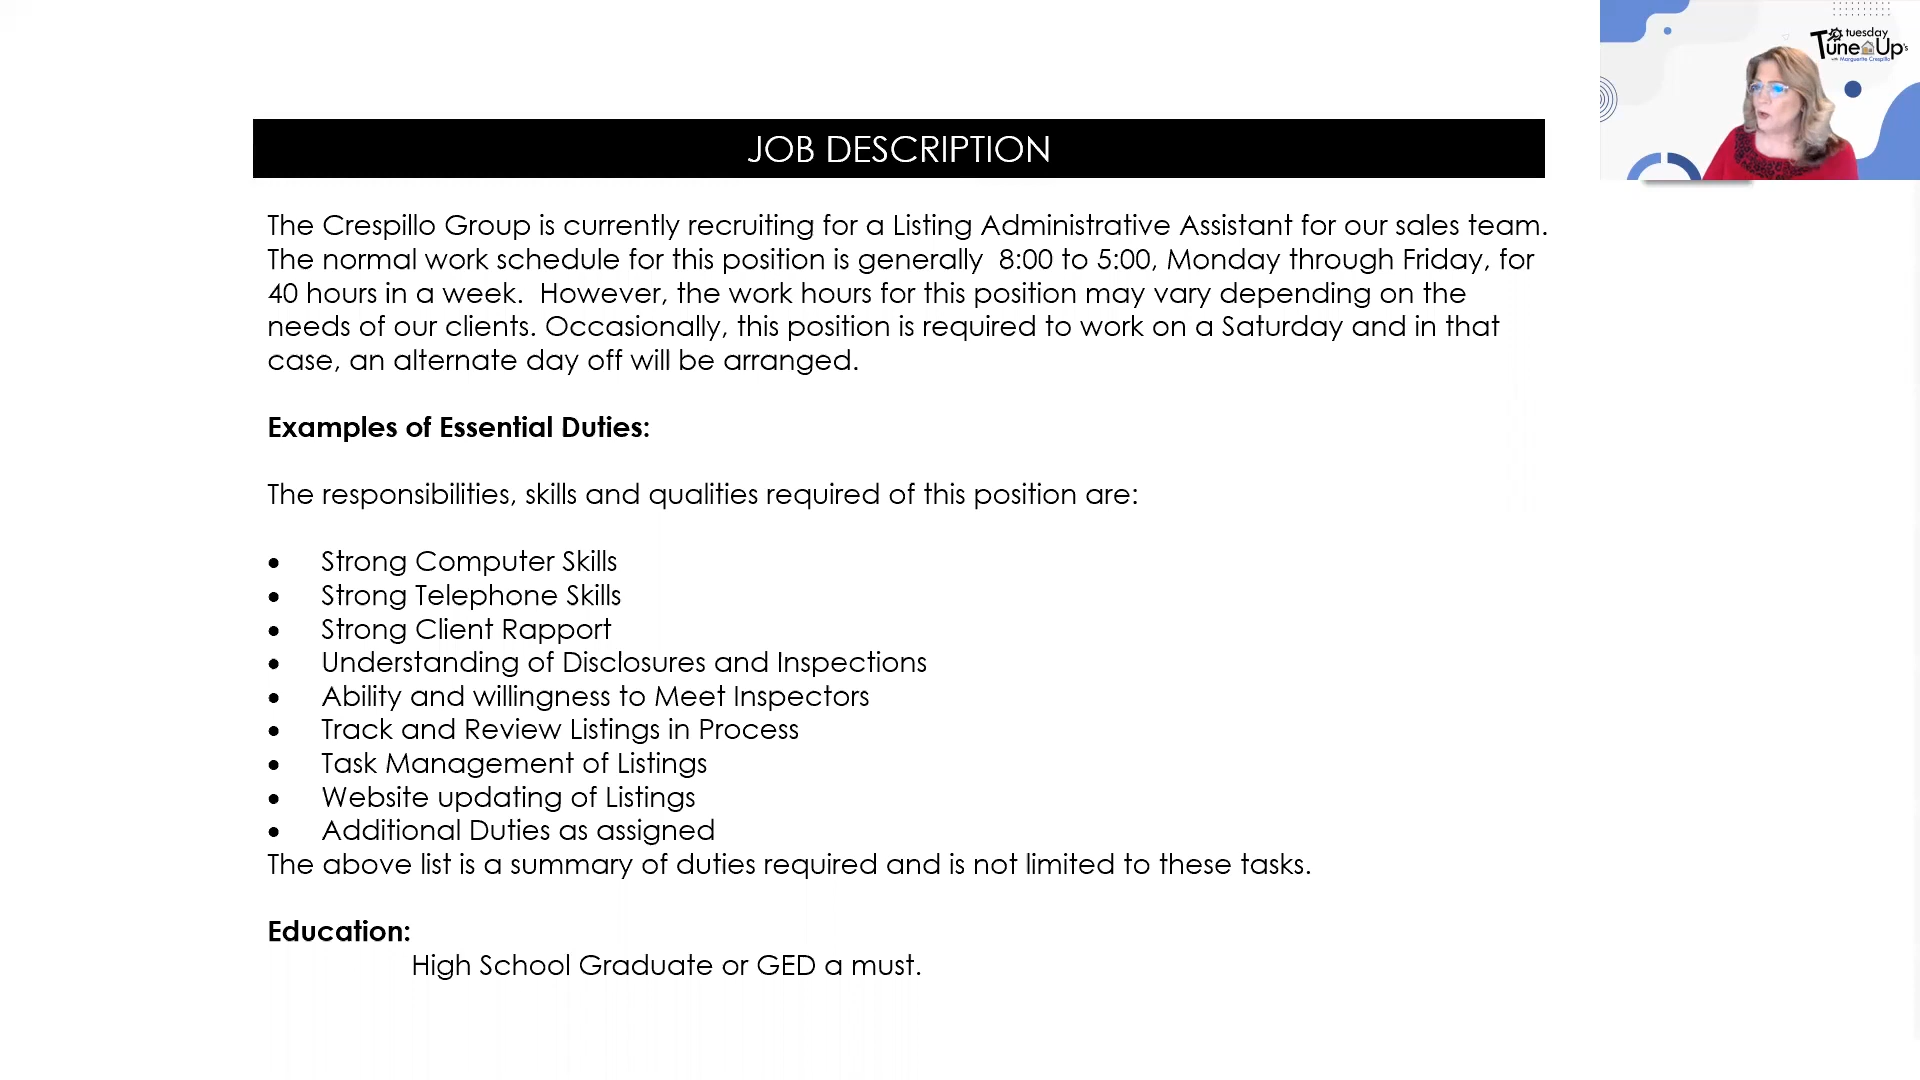 tuesday
Tune Up's
with Marguerite Crespillo
JOB DESCRIPTION
The Crespillo Group is currently recruiting for a Listing Administrative Assistant for our sales team.
The normal work schedule for this position is generally  8:00 to 5:00, Monday through Friday, for
40 hours in a week.  However, the work hours for this position may vary depending on the
needs of our clients. Occasionally, this position is required to work on a Saturday and in that
case, an alternate day off will be arranged.
Examples of Essential Duties:
The responsibilities, skills and qualities required of this position are:
• Strong Computer Skills
• Strong Telephone Skills
• Strong Client Rapport
• Understanding of Disclosures and Inspections
• Ability and willingness to Meet Inspectors
• Track and Review Listings in Process
• Task Management of Listings
• Website updating of Listings
• Additional Duties as assigned
The above list is a summary of duties required and is not limited to these tasks.
Education:
High School Graduate or GED a must.